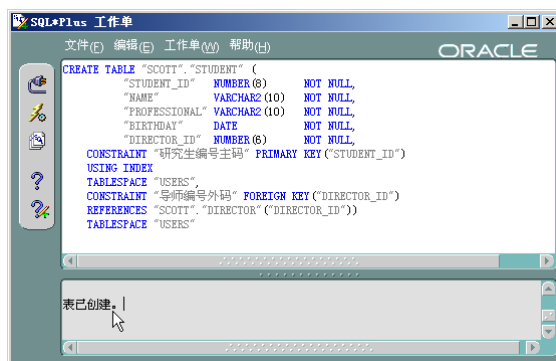 SQL*Plus 工作单
文件(F) 编辑(E) 工作单(W) 帮助(H)
ORACLE
CREATE TABLE "SCOTT"."STUDENT" (
"STUDENT_ID" NUMBER(8) NOT NULL,
"NAME" VARCHAR2(10) NOT NULL,
"PROFESSIONAL" VARCHAR2(10) NOT NULL,
"BIRTHDAY" DATE NOT NULL,
"DIRECTOR_ID" NUMBER(6) NOT NULL,
CONSTRAINT "研究生编号主码" PRIMARY KEY("STUDENT_ID")
USING INDEX
TABLESPACE "USERS",
CONSTRAINT "导师编号外码" FOREIGN KEY("DIRECTOR_ID")
REFERENCES "SCOTT"."DIRECTOR"("DIRECTOR_ID"))
TABLESPACE "USERS"
表已创建。